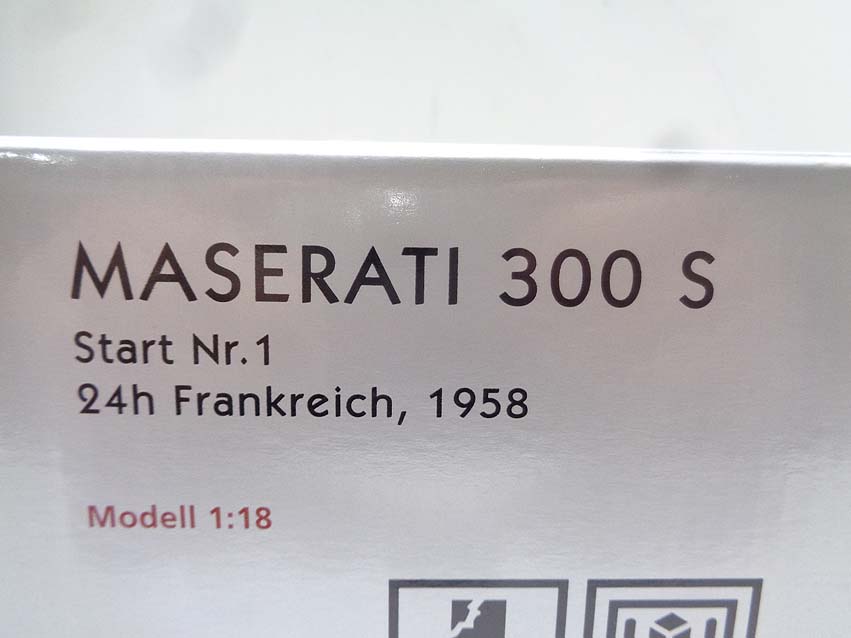 MASERATI 300 S
Start Nr. 1
24h Frankreich, 1958
Modell 1:18